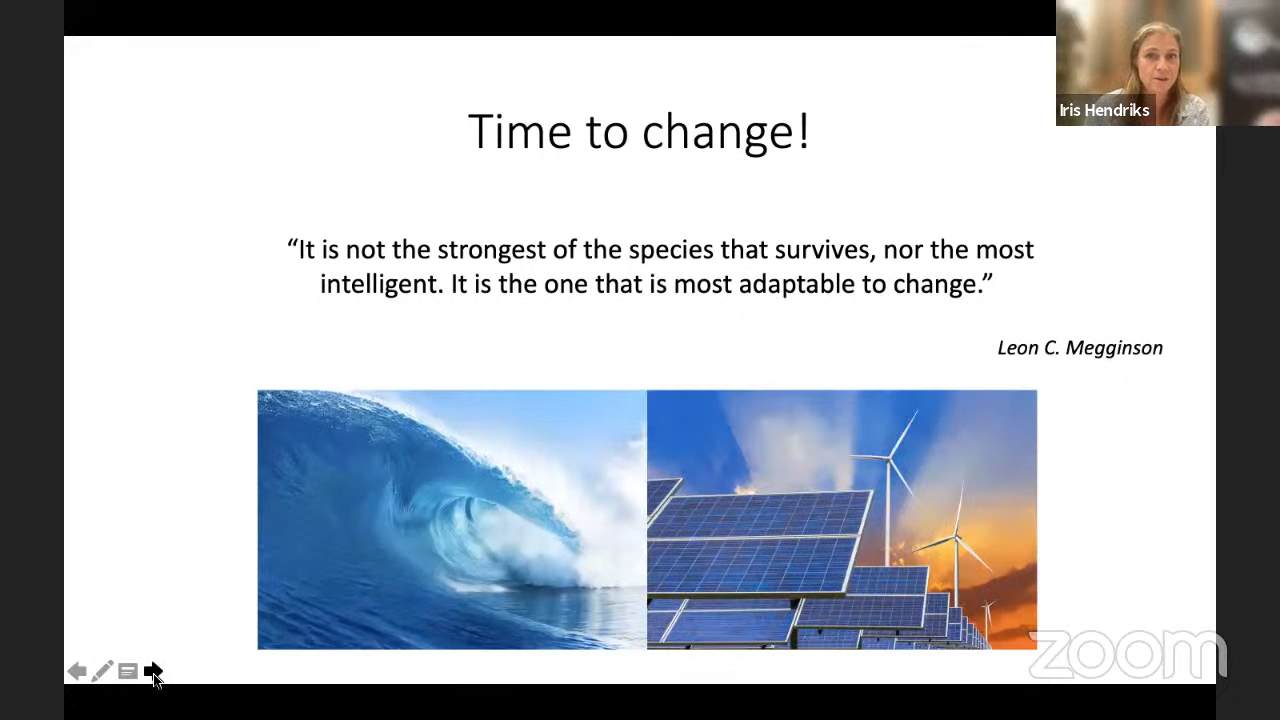 Iris Hendriks
Time to change!
“It is not the strongest of the species that survives, nor the most
intelligent. It is the one that is most adaptable to change.”
Leon C. Megginson
zoom